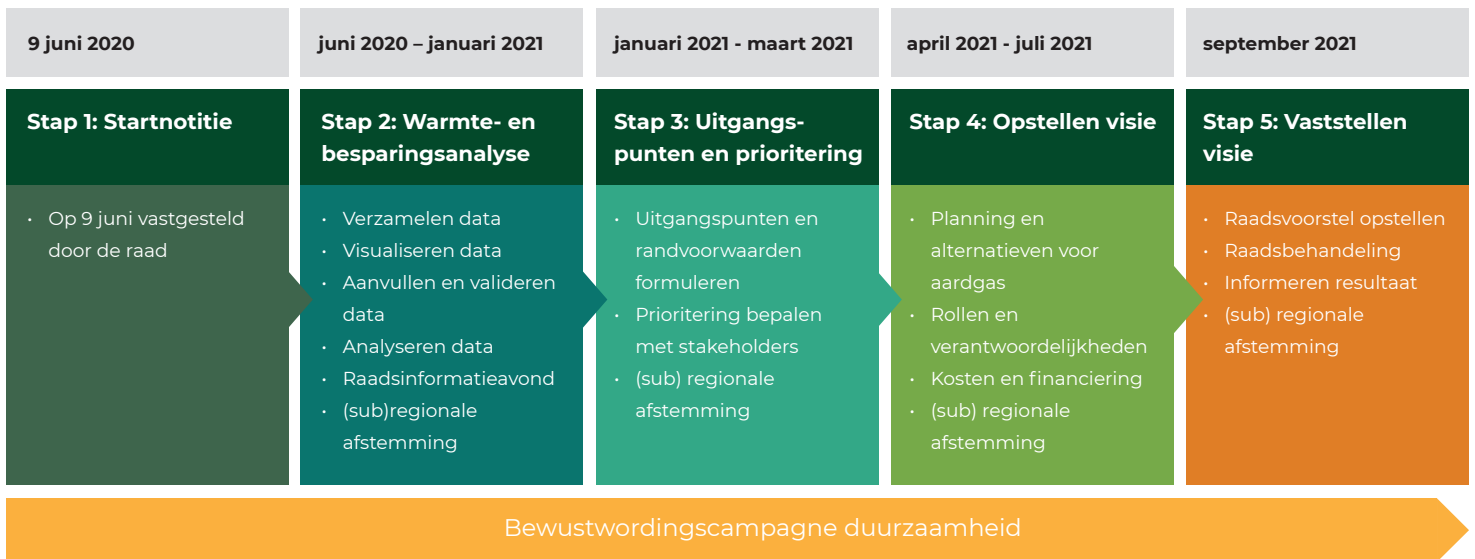 9 juni 2020
juni 2020 – januari 2021
januari 2021 - maart 2021
april 2021 - juli 2021
september 2021
Stap 1: Startnotitie
• Op 9 juni vastgesteld
door de raad
Stap 2: Warmte- en
besparingsanalyse
• Verzamelen data
• Visualiseren data
• Aanvullen en valideren
data
• Analyseren data
• Raadsinformatieavond
• (sub)regionale
afstemming
Stap 3: Uitgangs-
punten en prioritering
• Uitgangspunten en
randvoorwaarden
formuleren
• Prioritering bepalen
met stakeholders
• (sub) regionale
afstemming
Stap 4: Opstellen visie
• Planning en
alternatieven voor
aardgas
• Rollen en
verantwoordelijkheden
• Kosten en financiering
• (sub) regionale
afstemming
Stap 5: Vaststellen
visie
• Raadsvoorstel opstellen
• Raadsbehandeling
• Informeren resultaat
• (sub) regionale
afstemming
Bewustwordingscampagne duurzaamheid